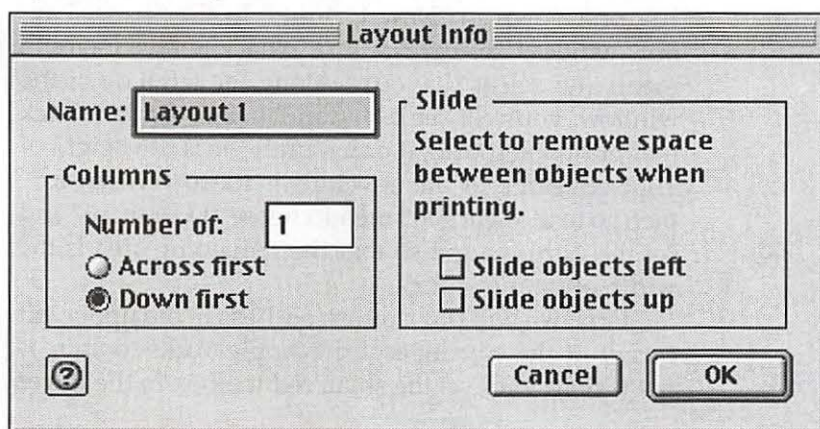 Layout Info
Name: Layout 1
Columns
Number of: 1
Across first
Down first
Slide
Select to remove space
between objects when
printing.
Slide objects left
Slide objects up
?
Cancel
OK